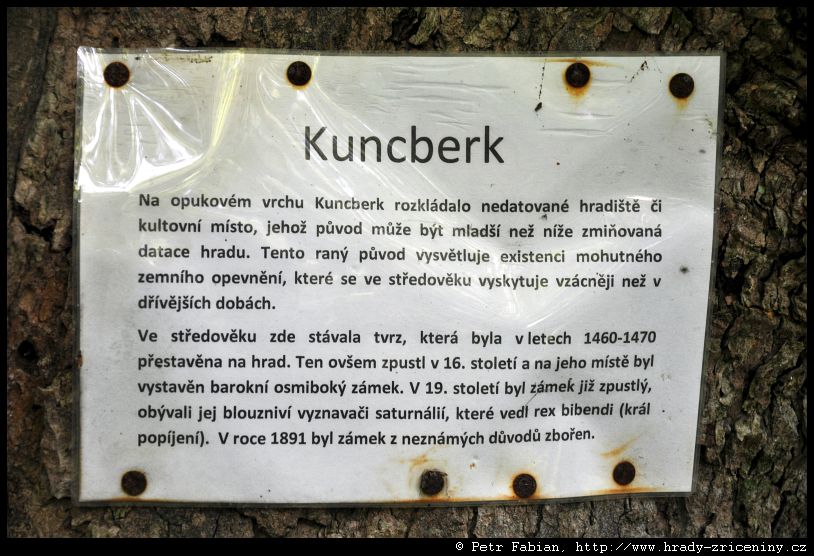 Kuncberk
Na opukovém vrchu Kuncberk rozkládalo nedatované hradiště či
kultovní místo, jehož původ může být mladší než níže zmiňovaná
datace hradu. Tento raný původ vysvětluje existenci mohutného
zemního opevnění, které se ve středověku vyskytuje vzácněji než v
dřívějších dobách.
Ve středověku zde stávala tvrz, která byla v letech 1460-1470
přestavěna na hrad. Ten ovšem zpustl v 16. století a na jeho místě byl
vystavěn barokní osmiboký zámek. V 19. století byl zámek již zpustlý,
obývali jej blouzniví vyznavači saturnálií, které vedl rex bibendi (král
popíjení). V roce 1891 byl zámek z neznámých důvodů zbořen.
© Petr Fabian, http://www.hrady-zriceniny.cz